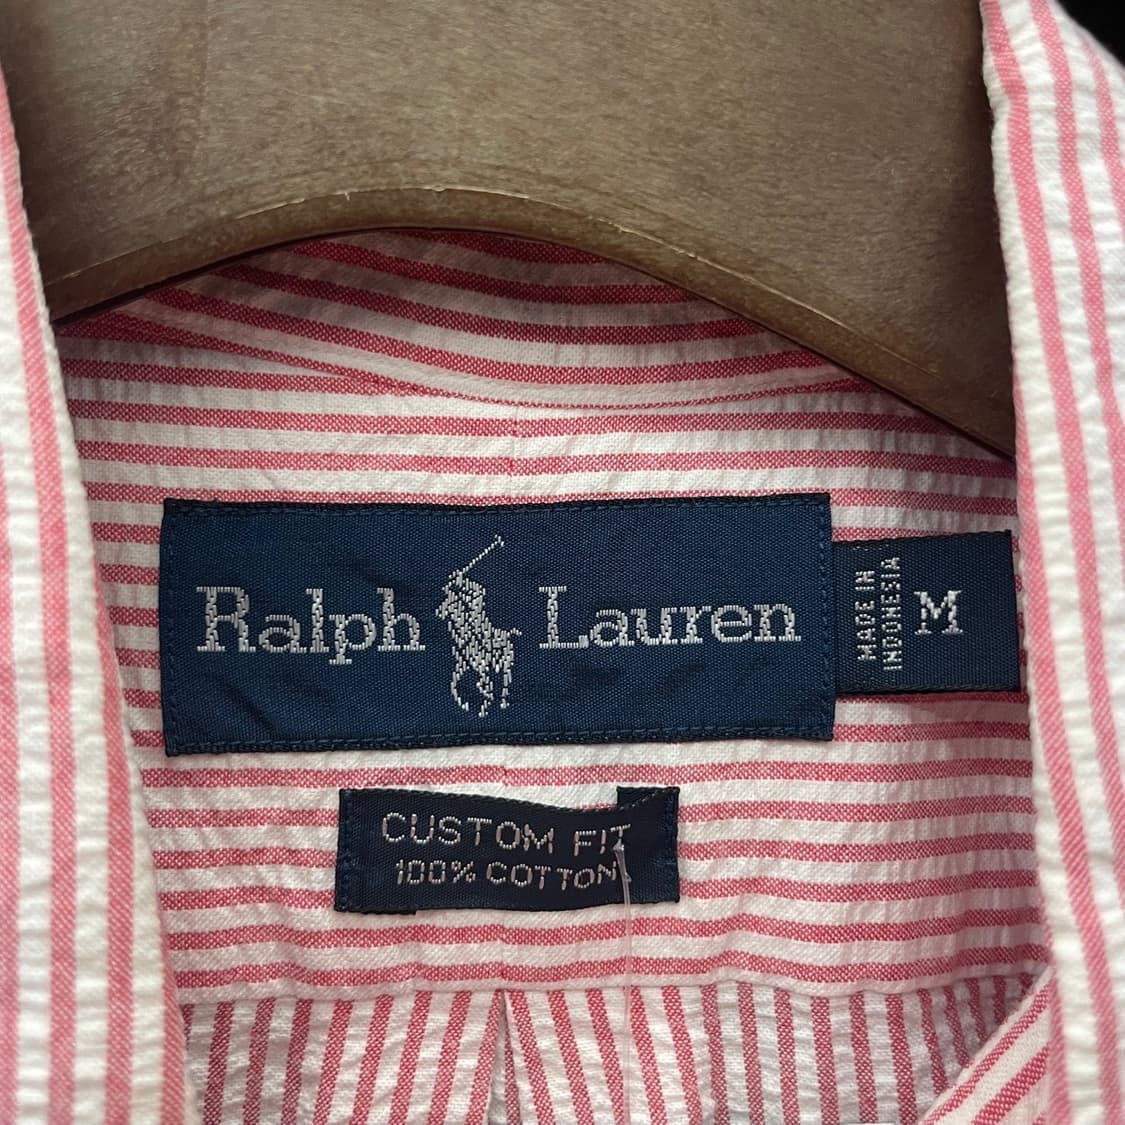 Ralph Lauren
MADE IN
INDONESIA
M
CUSTOM FIT
100% COTTON